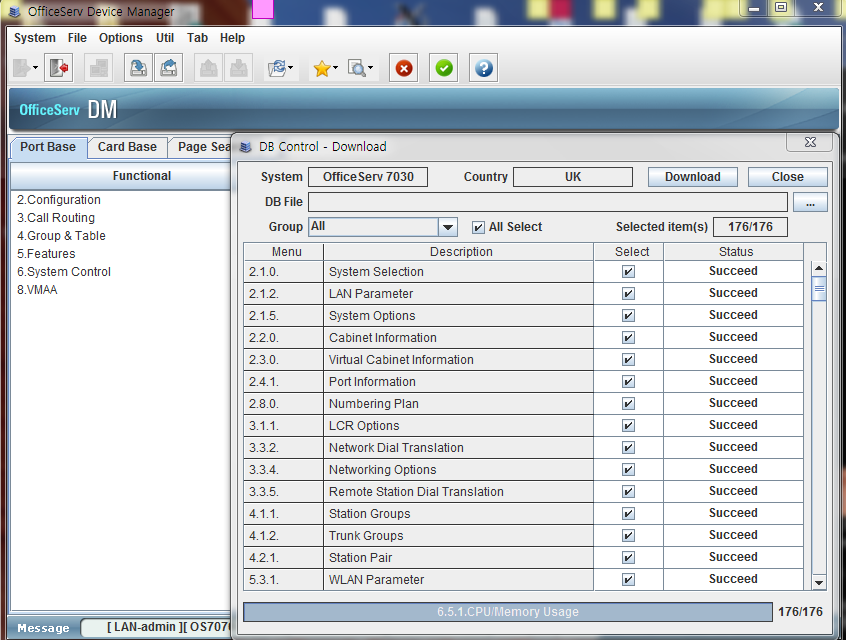 OfficeServ Device Manager
System File Options Util Tab Help
OfficeServ DM
Port Base Card Base Page Sea
Functional
2.Configuration
3.Call Routing
4.Group & Table
5.Features
6.System Control
8.VMAA
Message [ LAN-admin ][ OS707
DB Control - Download
System OfficeServ 7030 Country UK Download Close
DB File ...
Group All All Select Selected item(s) 176/176
Menu Description Select Status
2.1.0. System Selection Succeed
2.1.2. LAN Parameter Succeed
2.1.5. System Options Succeed
2.2.0. Cabinet Information Succeed
2.3.0. Virtual Cabinet Information Succeed
2.4.1. Port Information Succeed
2.8.0. Numbering Plan Succeed
3.1.1. LCR Options Succeed
3.3.2. Network Dial Translation Succeed
3.3.4. Networking Options Succeed
3.3.5. Remote Station Dial Translation Succeed
4.1.1. Station Groups Succeed
4.1.2. Trunk Groups Succeed
4.2.1. Station Pair Succeed
5.3.1. WLAN Parameter Succeed
6.5.1.CPU/Memory Usage 176/176